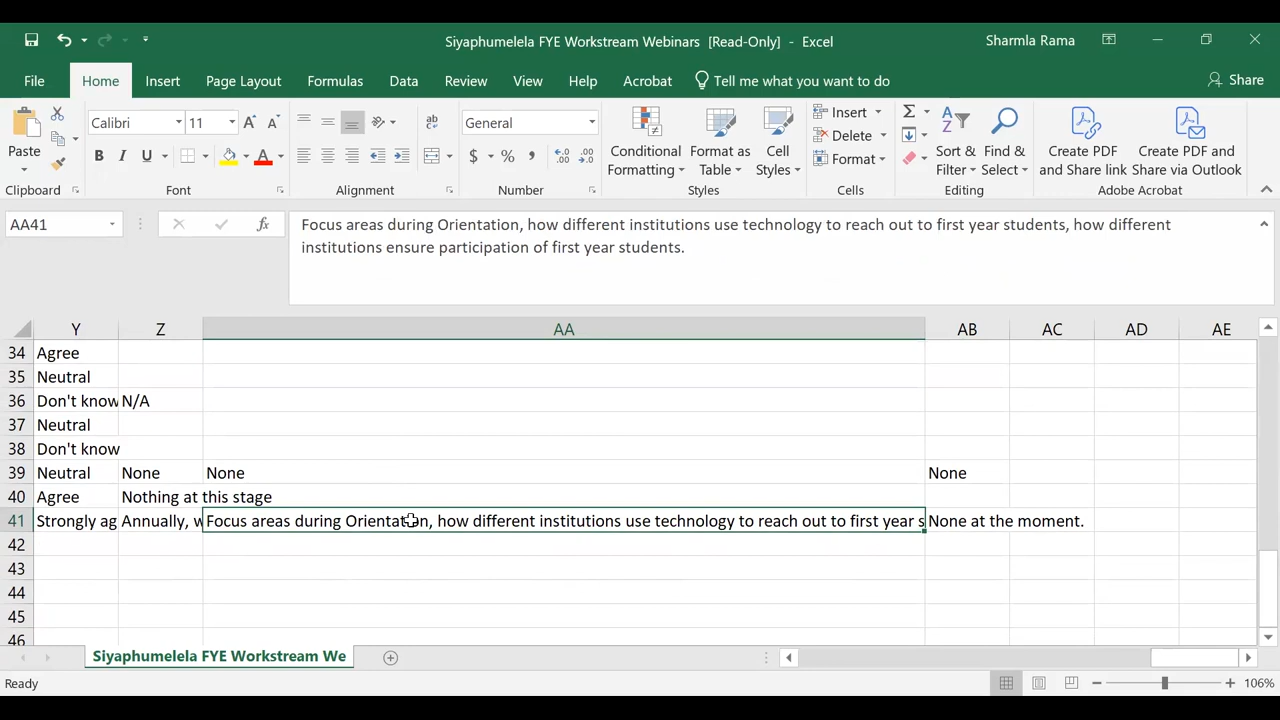 Siyaphumelela FYE Workstream Webinars [Read-Only] - Excel
Sharmla Rama
File Home Insert Page Layout Formulas Data Review View Help Acrobat Tell me what you want to do Share
Paste
Clipboard
Calibri 11
B I U
Font
Alignment
General
$ % ,
Number
Conditional Formatting
Format as Table
Cell Styles
Styles
Insert
Delete
Format
Cells
Sort & Filter
Find & Select
Editing
Create PDF and Share link
Create PDF and Share via Outlook
Adobe Acrobat
AA41
fx
Focus areas during Orientation, how different institutions use technology to reach out to first year students, how different
institutions ensure participation of first year students.
Y Z AA AB AC AD AE
34 Agree
35 Neutral
36 Don't know N/A
37 Neutral
38 Don't know
39 Neutral None None None
40 Agree Nothing at this stage
41 Strongly ag Annually, w Focus areas during Orientation, how different institutions use technology to reach out to first year s None at the moment.
42
43
44
45
46
Siyaphumelela FYE Workstream We
Ready
106%